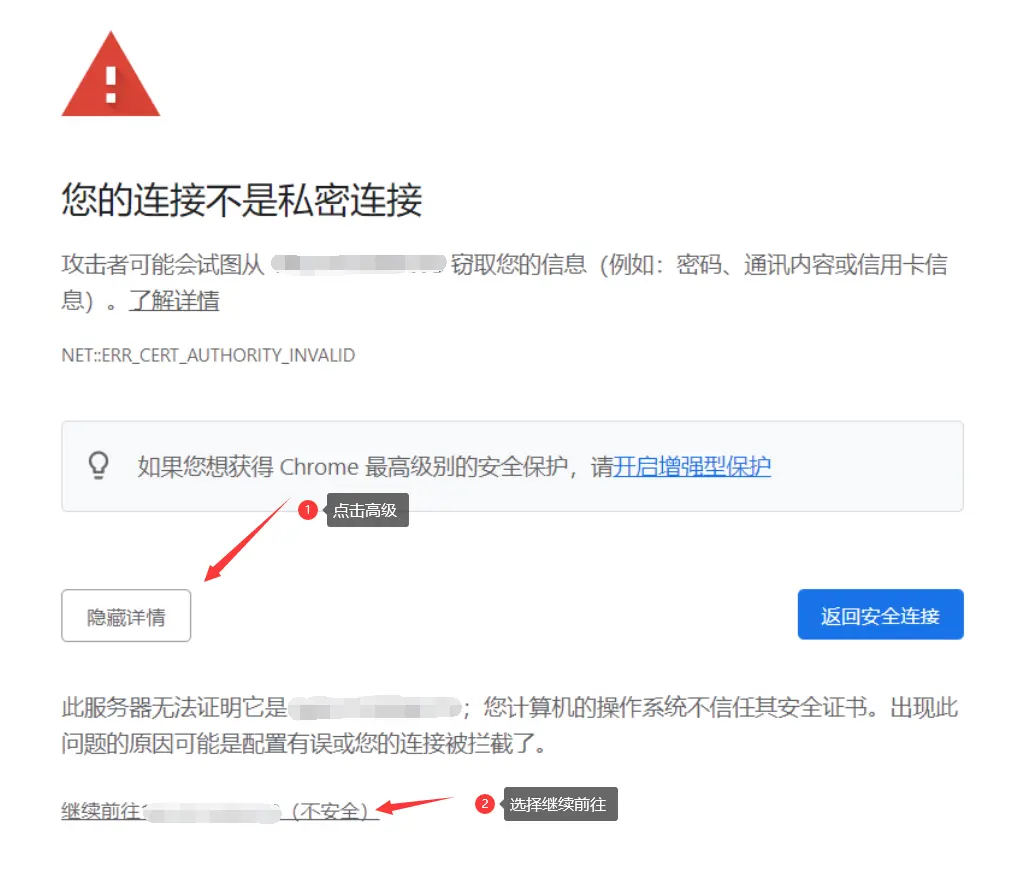 您的连接不是私密连接
攻击者可能会试图从 窃取您的信息（例如：密码、通讯内容或信用卡信
息）。了解详情
NET::ERR_CERT_AUTHORITY_INVALID
如果您想获得 Chrome 最高级别的安全保护，请开启增强型保护
1 点击高级
隐藏详情
返回安全连接
此服务器无法证明它是 ；您计算机的操作系统不信任其安全证书。出现此
问题的原因可能是配置有误或您的连接被拦截了。
继续前往 （不安全）
2 选择继续前往